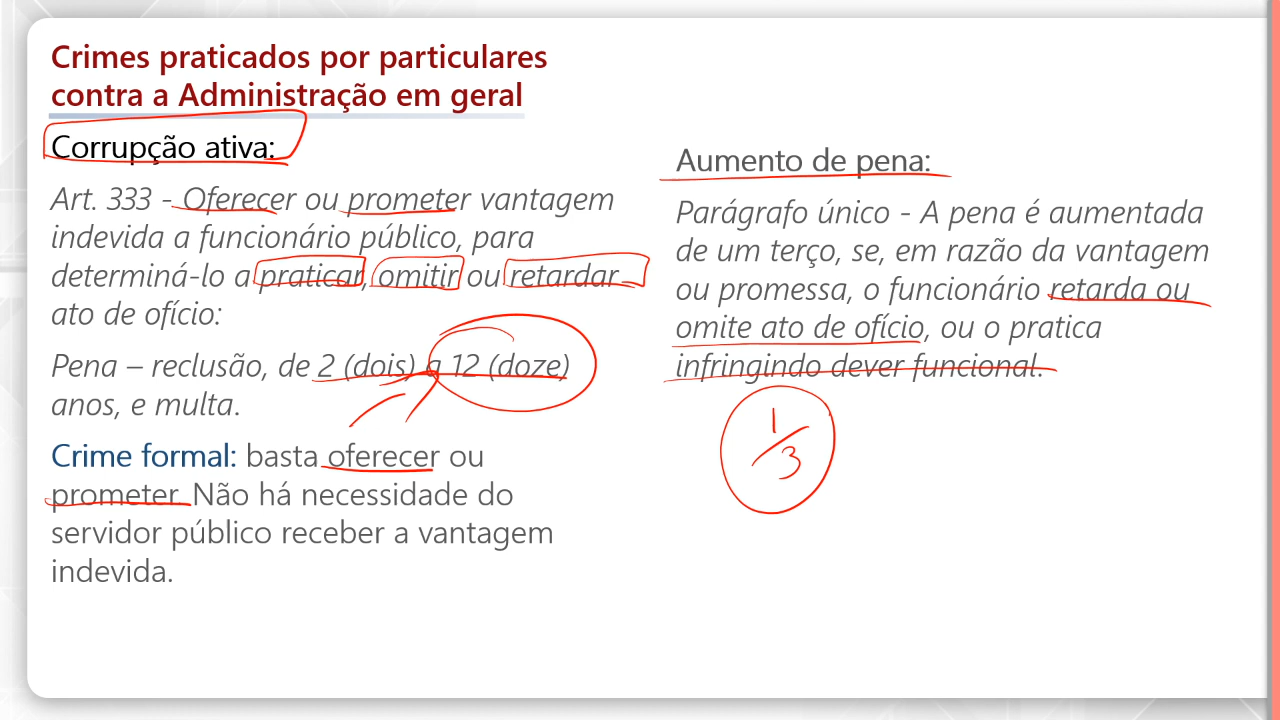 Crimes praticados por particulares
contra a Administração em geral
Corrupção ativa:
Art. 333 - Oferecer ou prometer vantagem
indevida a funcionário público, para
determiná-lo a praticar, omitir ou retardar
ato de ofício:
Pena – reclusão, de 2 (dois) a 12 (doze)
anos, e multa.
Crime formal: basta oferecer ou
prometer. Não há necessidade do
servidor público receber a vantagem
indevida.
Aumento de pena:
Parágrafo único - A pena é aumentada
de um terço, se, em razão da vantagem
ou promessa, o funcionário retarda ou
omite ato de ofício, ou o pratica
infringindo dever funcional.
1/3